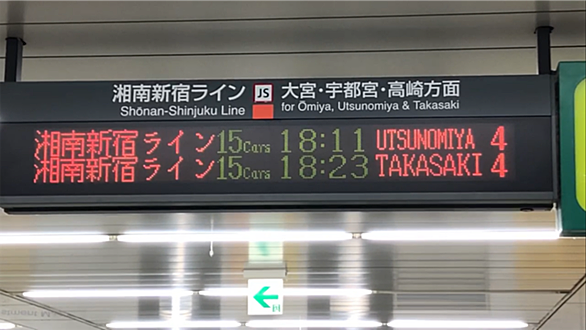 湘南新宿ライン JS 大宮・宇都宮・高崎方面
Shōnan-Shinjuku Line for Ōmiya, Utsunomiya & Takasaki
湘南新宿ライン 15Cars 18:11 UTSUNOMIYA 4
湘南新宿ライン 15Cars 18:23 TAKASAKI 4